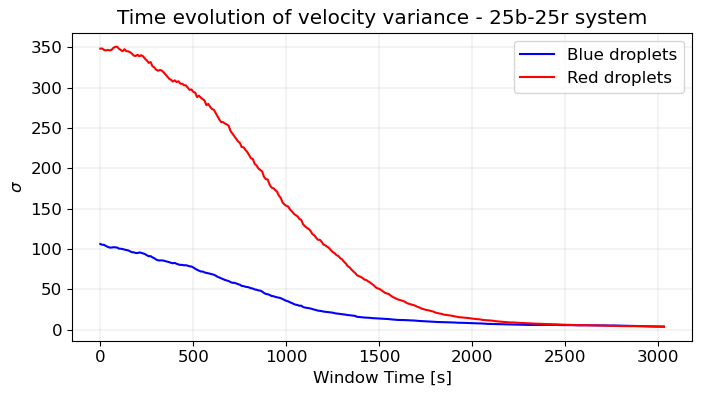 Time evolution of velocity variance - 25b-25r system
350
300
250
200
150
100
50
0
σ
Blue droplets
Red droplets
0 500 1000 1500 2000 2500 3000
Window Time [s]